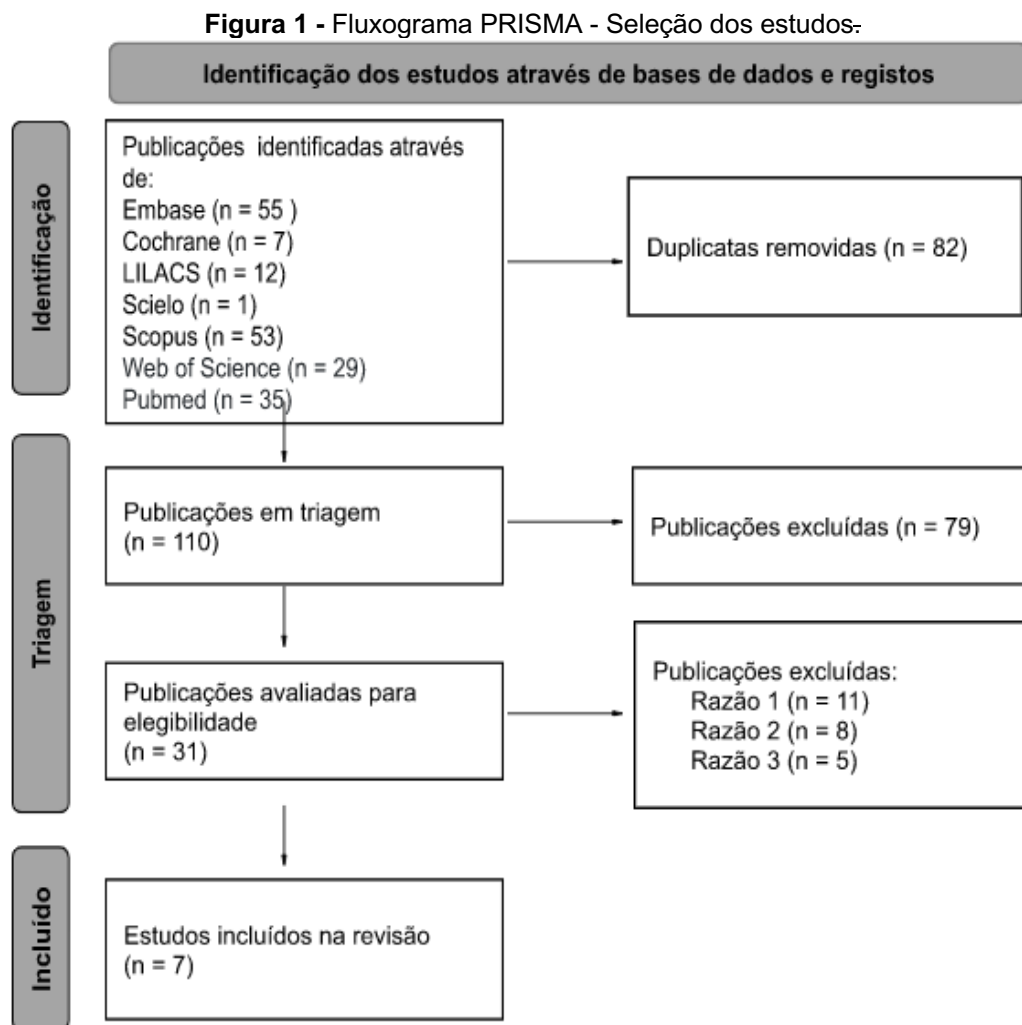 Figura 1 - Fluxograma PRISMA - Seleção dos estudos.
Identificação dos estudos através de bases de dados e registos
Identificação
Publicações identificadas através
de:
Embase (n = 55 )
Cochrane (n = 7)
LILACS (n = 12)
Scielo (n = 1)
Scopus (n = 53)
Web of Science (n = 29)
Pubmed (n = 35)
Duplicatas removidas (n = 82)
Triagem
Publicações em triagem
(n = 110)
Publicações excluídas (n = 79)
Publicações avaliadas para
elegibilidade
(n = 31)
Publicações excluídas:
Razão 1 (n = 11)
Razão 2 (n = 8)
Razão 3 (n = 5)
Incluído
Estudos incluídos na revisão
(n = 7)